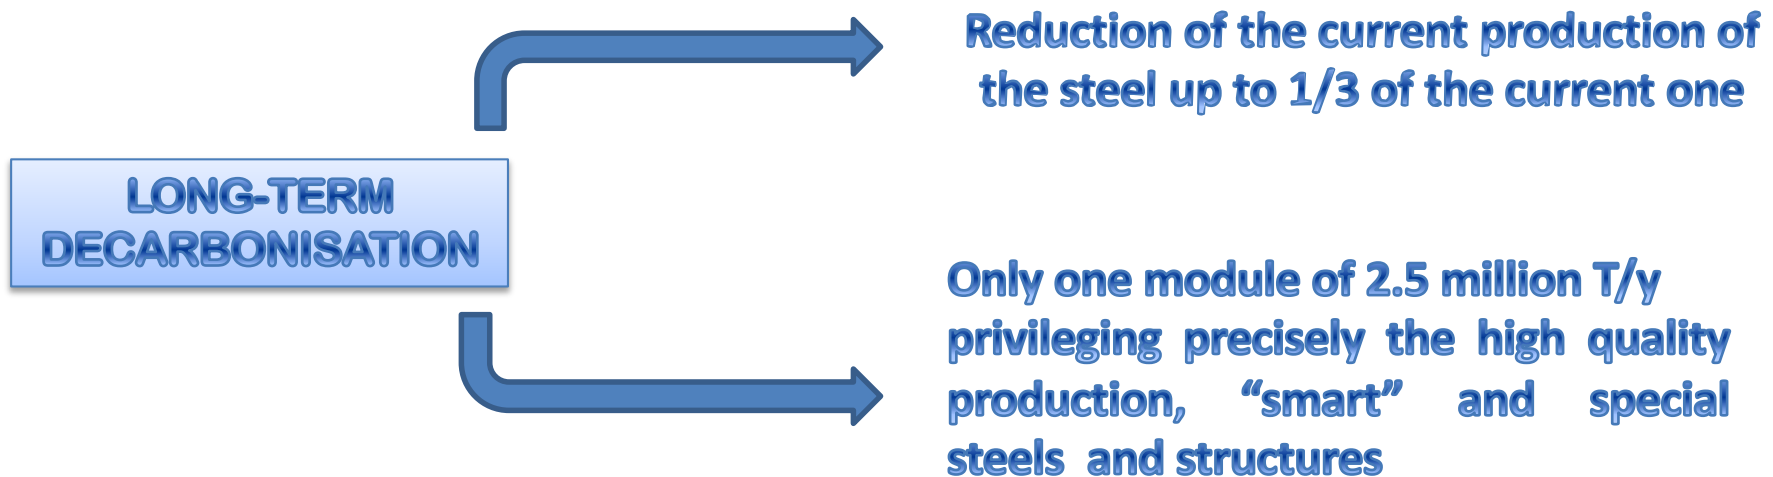 LONG-TERM
DECARBONISATION
Reduction of the current production of
the steel up to 1/3 of the current one
Only one module of 2.5 million T/y
privileging precisely the high quality
production, “smart” and special
steels and structures